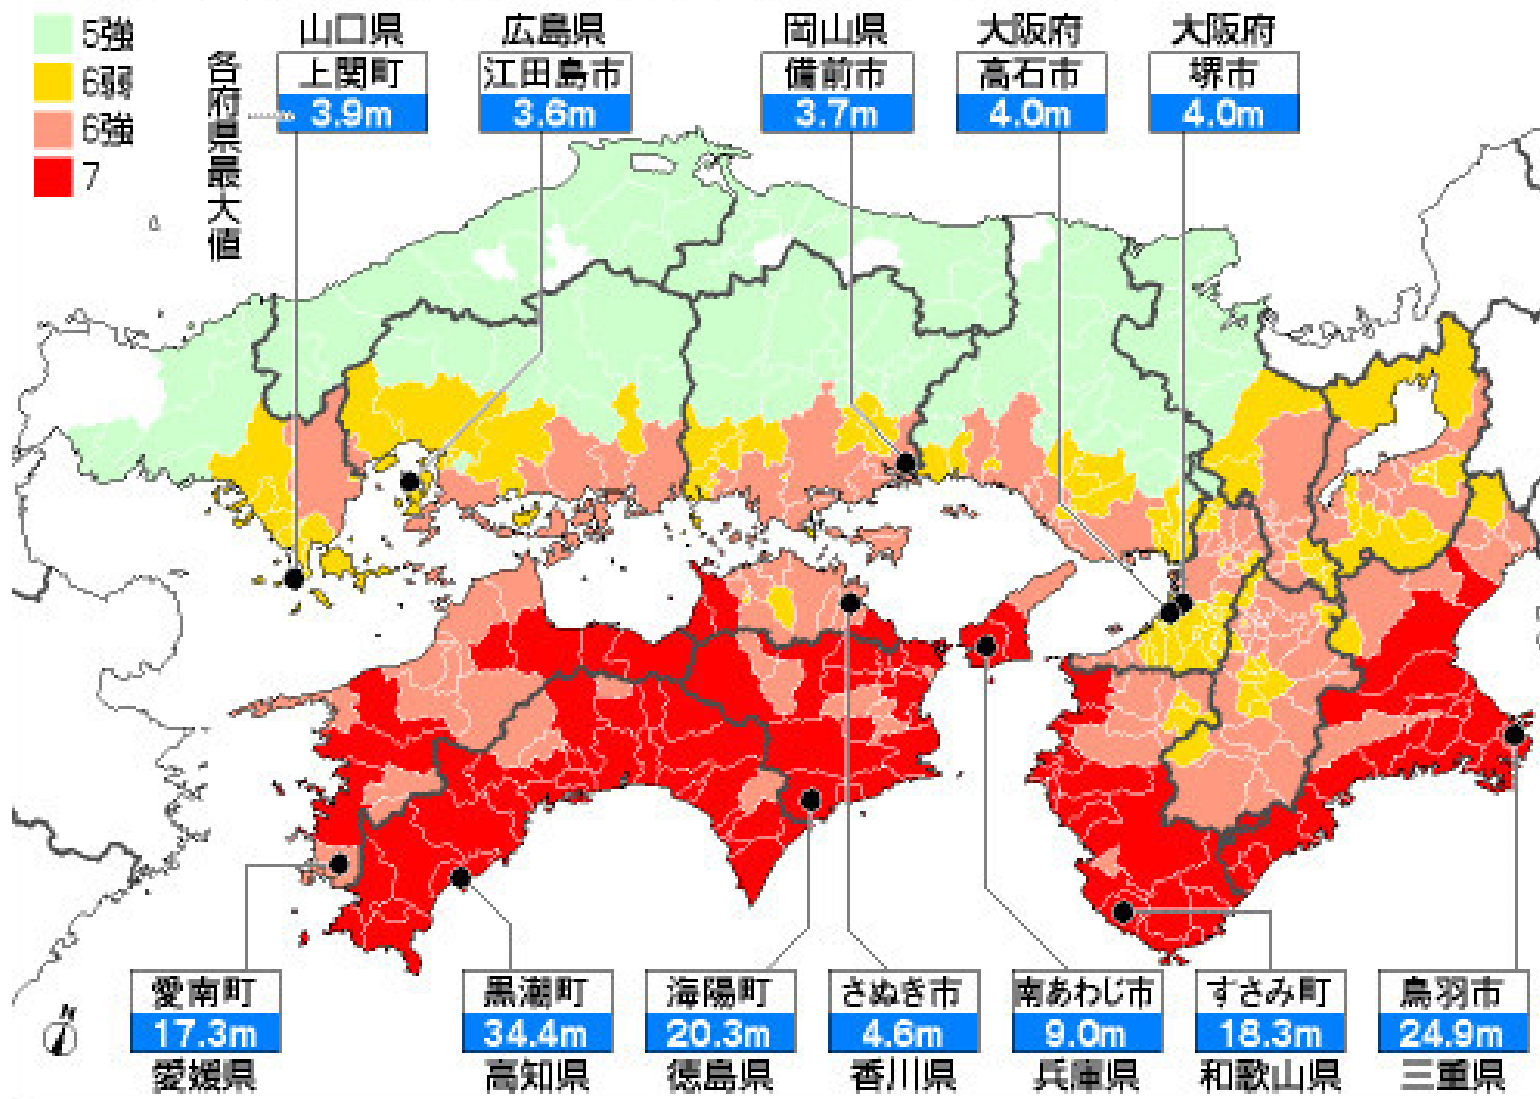 5強
6弱
6強
7
各府県最大値
山口県
上関町
3.9m
広島県
江田島市
3.6m
岡山県
備前市
3.7m
大阪府
高石市
4.0m
大阪府
堺市
4.0m
愛南町
17.3m
愛媛県
黒潮町
34.4m
高知県
海陽町
20.3m
徳島県
さぬき市
4.6m
香川県
南あわじ市
9.0m
兵庫県
すさみ町
18.3m
和歌山県
鳥羽市
24.9m
三重県
N